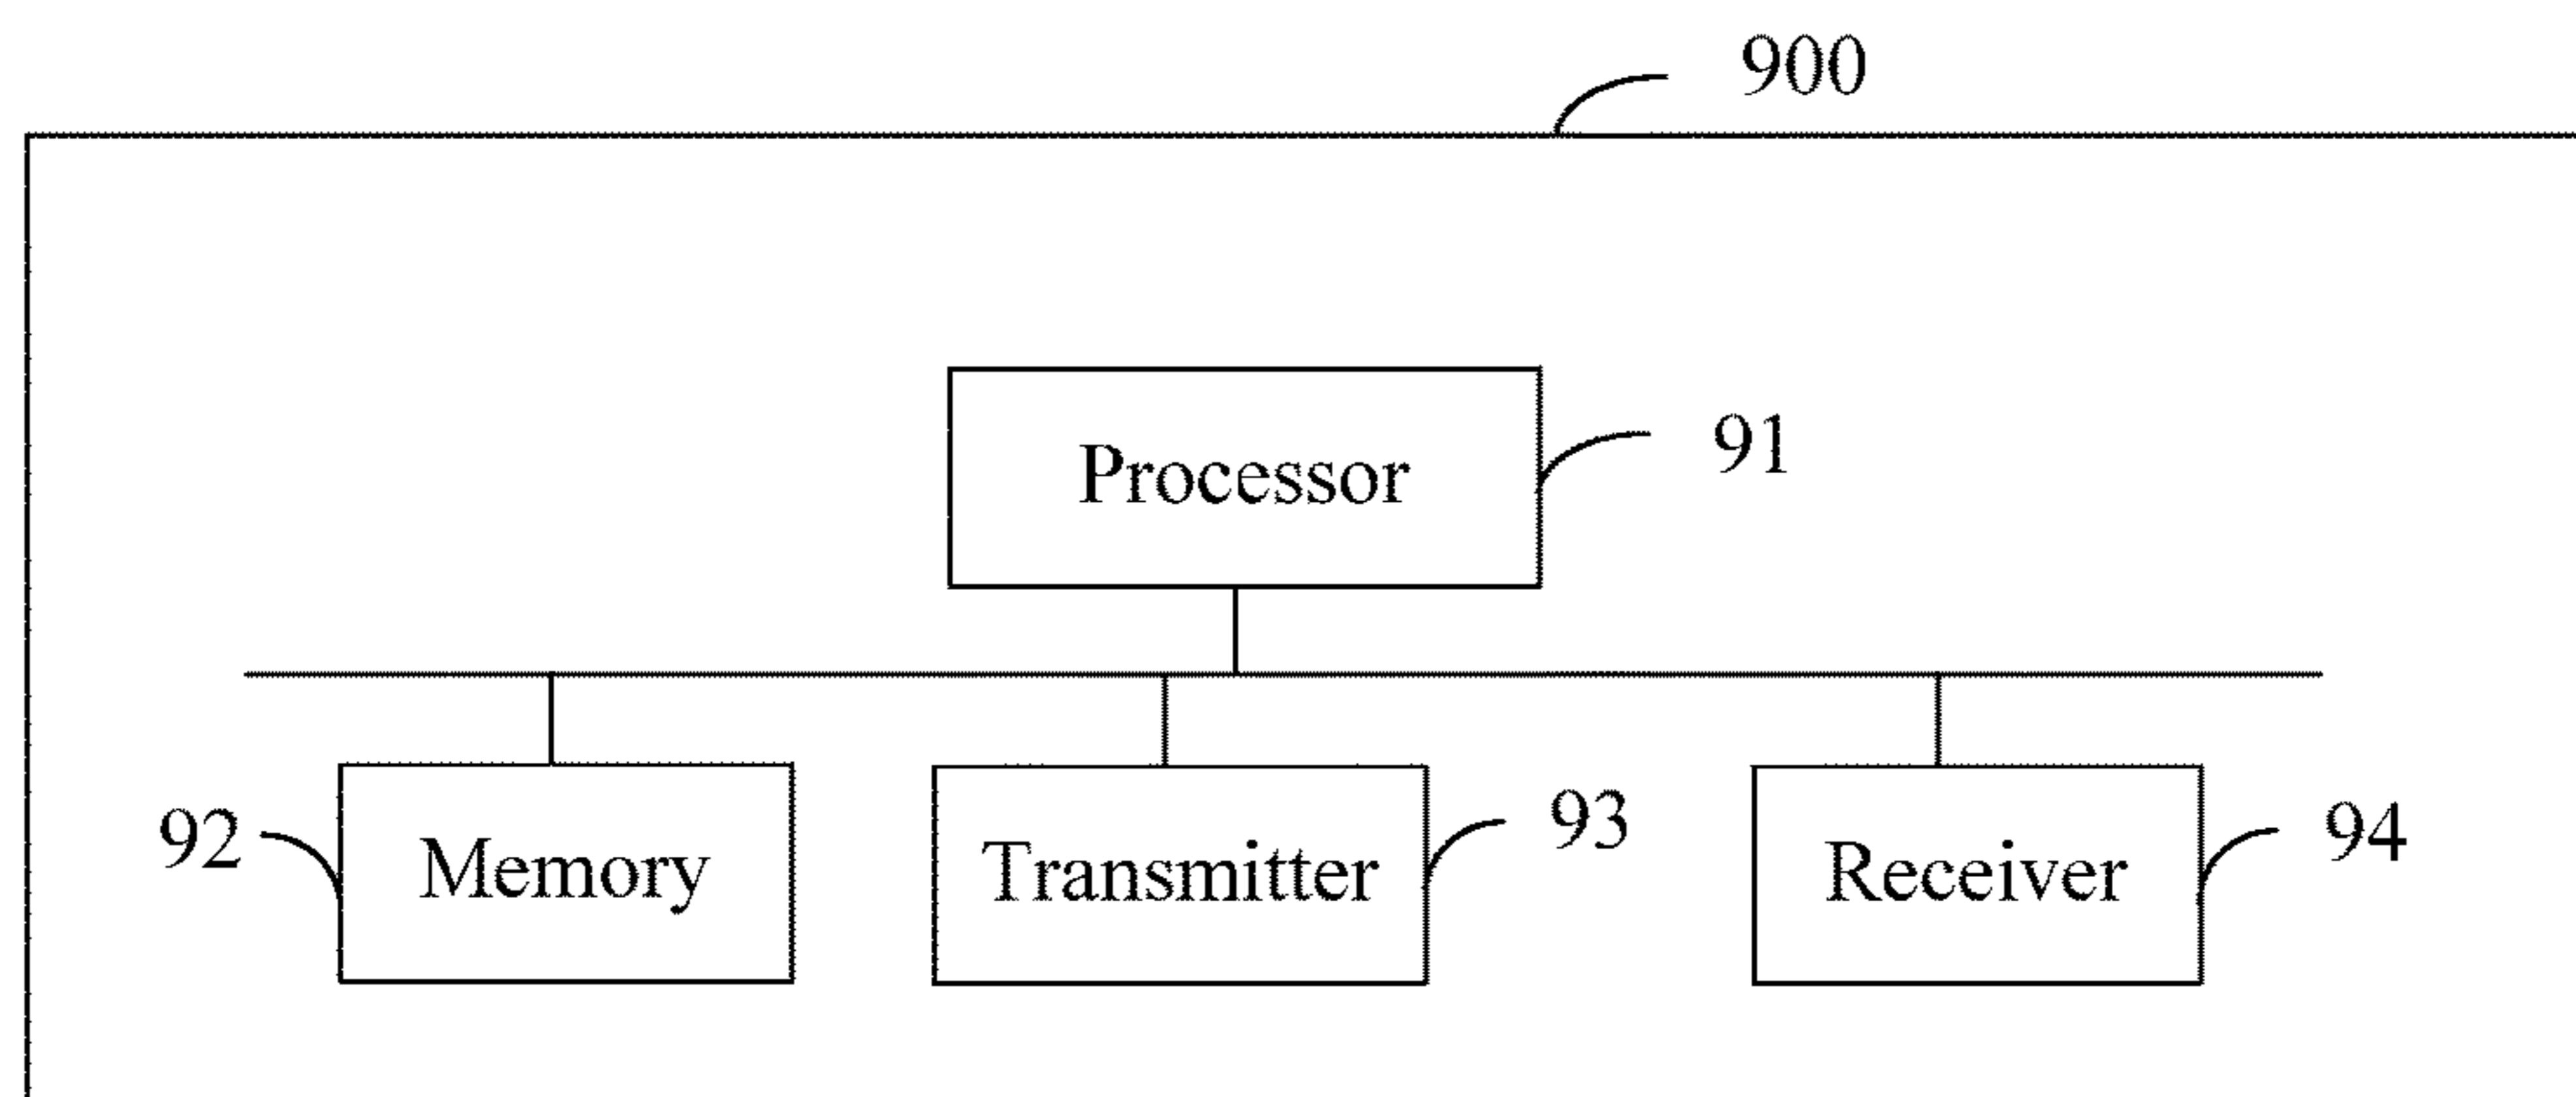 900
Processor
91
92
Memory
Transmitter
93
Receiver
94